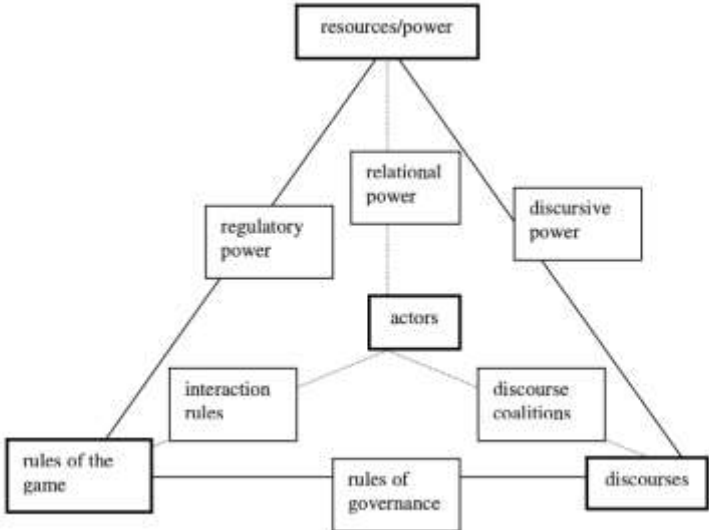 resources/power
relational
power
regulatory
power
discursive
power
actors
interaction
rules
discourse
coalitions
rules of the
game
rules of
governance
discourses